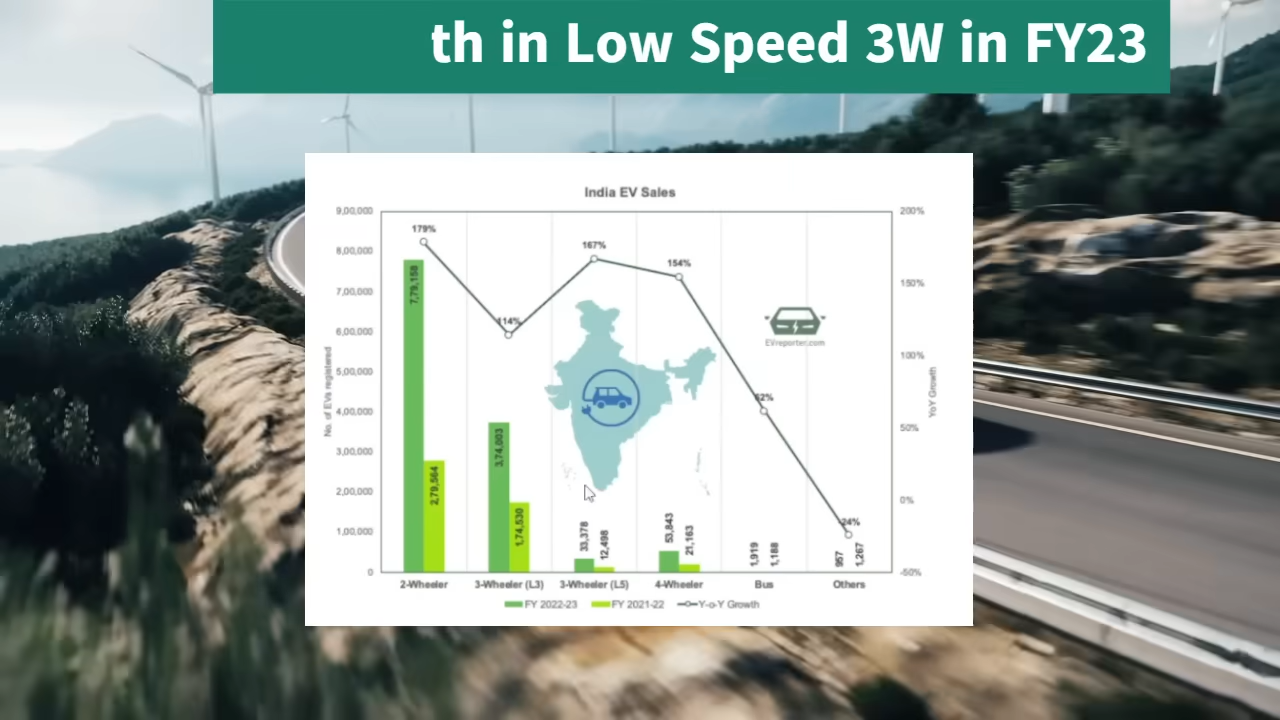 th in Low Speed 3W in FY23
India EV Sales
9,00,000
8,00,000
7,00,000
6,00,000
5,00,000
4,00,000
3,00,000
2,00,000
1,00,000
0
No. of EVs registered
200%
150%
100%
50%
0%
-50%
YoY Growth
179%
114%
167%
154%
62%
-24%
7,79,158
2,79,564
3,74,003
1,74,530
33,378
12,498
53,843
21,163
1,919
1,188
957
1,267
EVreporter.com
2-Wheeler
3-Wheeler (L3)
3-Wheeler (L5)
4-Wheeler
Bus
Others
FY 2022-23
FY 2021-22
Y-o-Y Growth